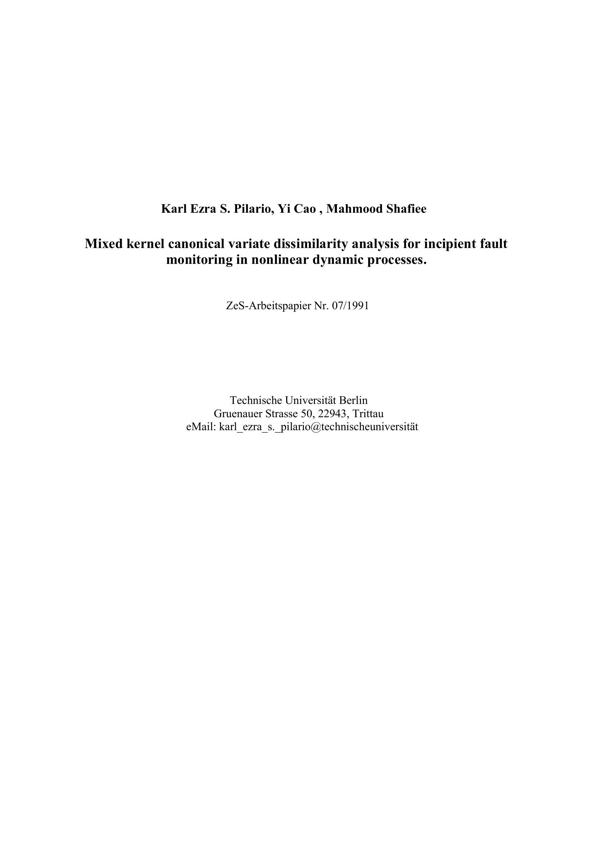 Karl Ezra S. Pilario, Yi Cao , Mahmood Shafiee
Mixed kernel canonical variate dissimilarity analysis for incipient fault
monitoring in nonlinear dynamic processes.
ZeS-Arbeitspapier Nr. 07/1991
Technische Universität Berlin
Gruenauer Strasse 50, 22943, Trittau
eMail: karl_ezra_s._pilario@technischeuniversität